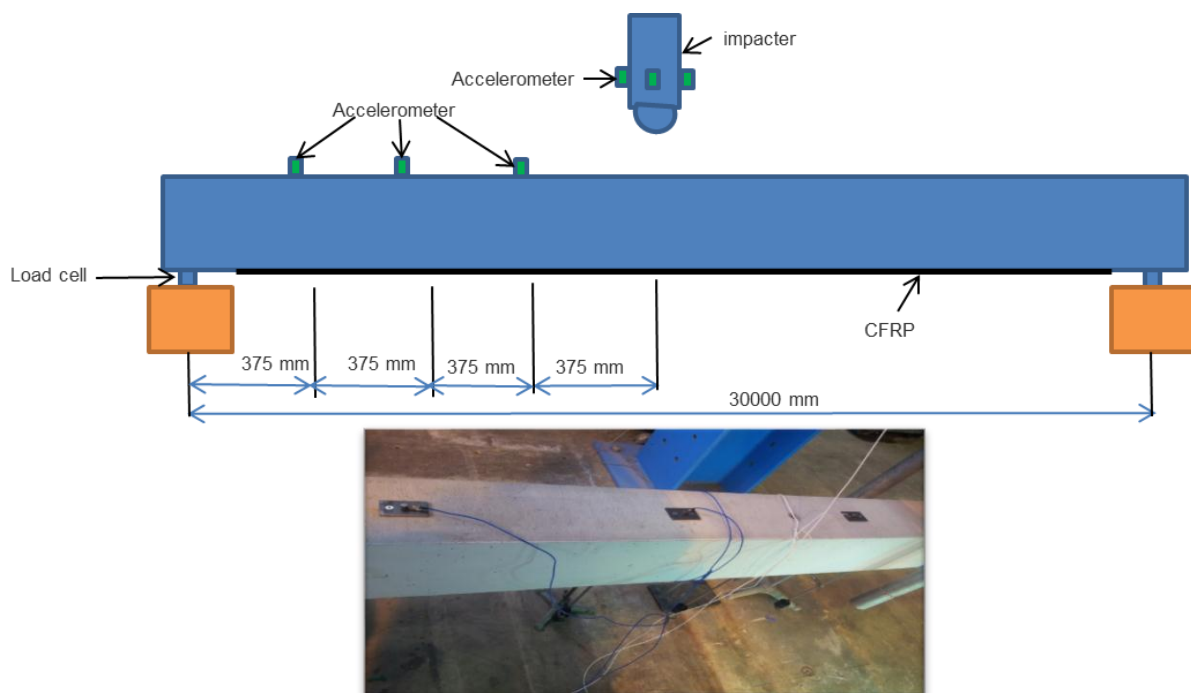 impacter
Accelerometer
Accelerometer
Load cell
CFRP
375 mm
375 mm
375 mm
375 mm
30000 mm